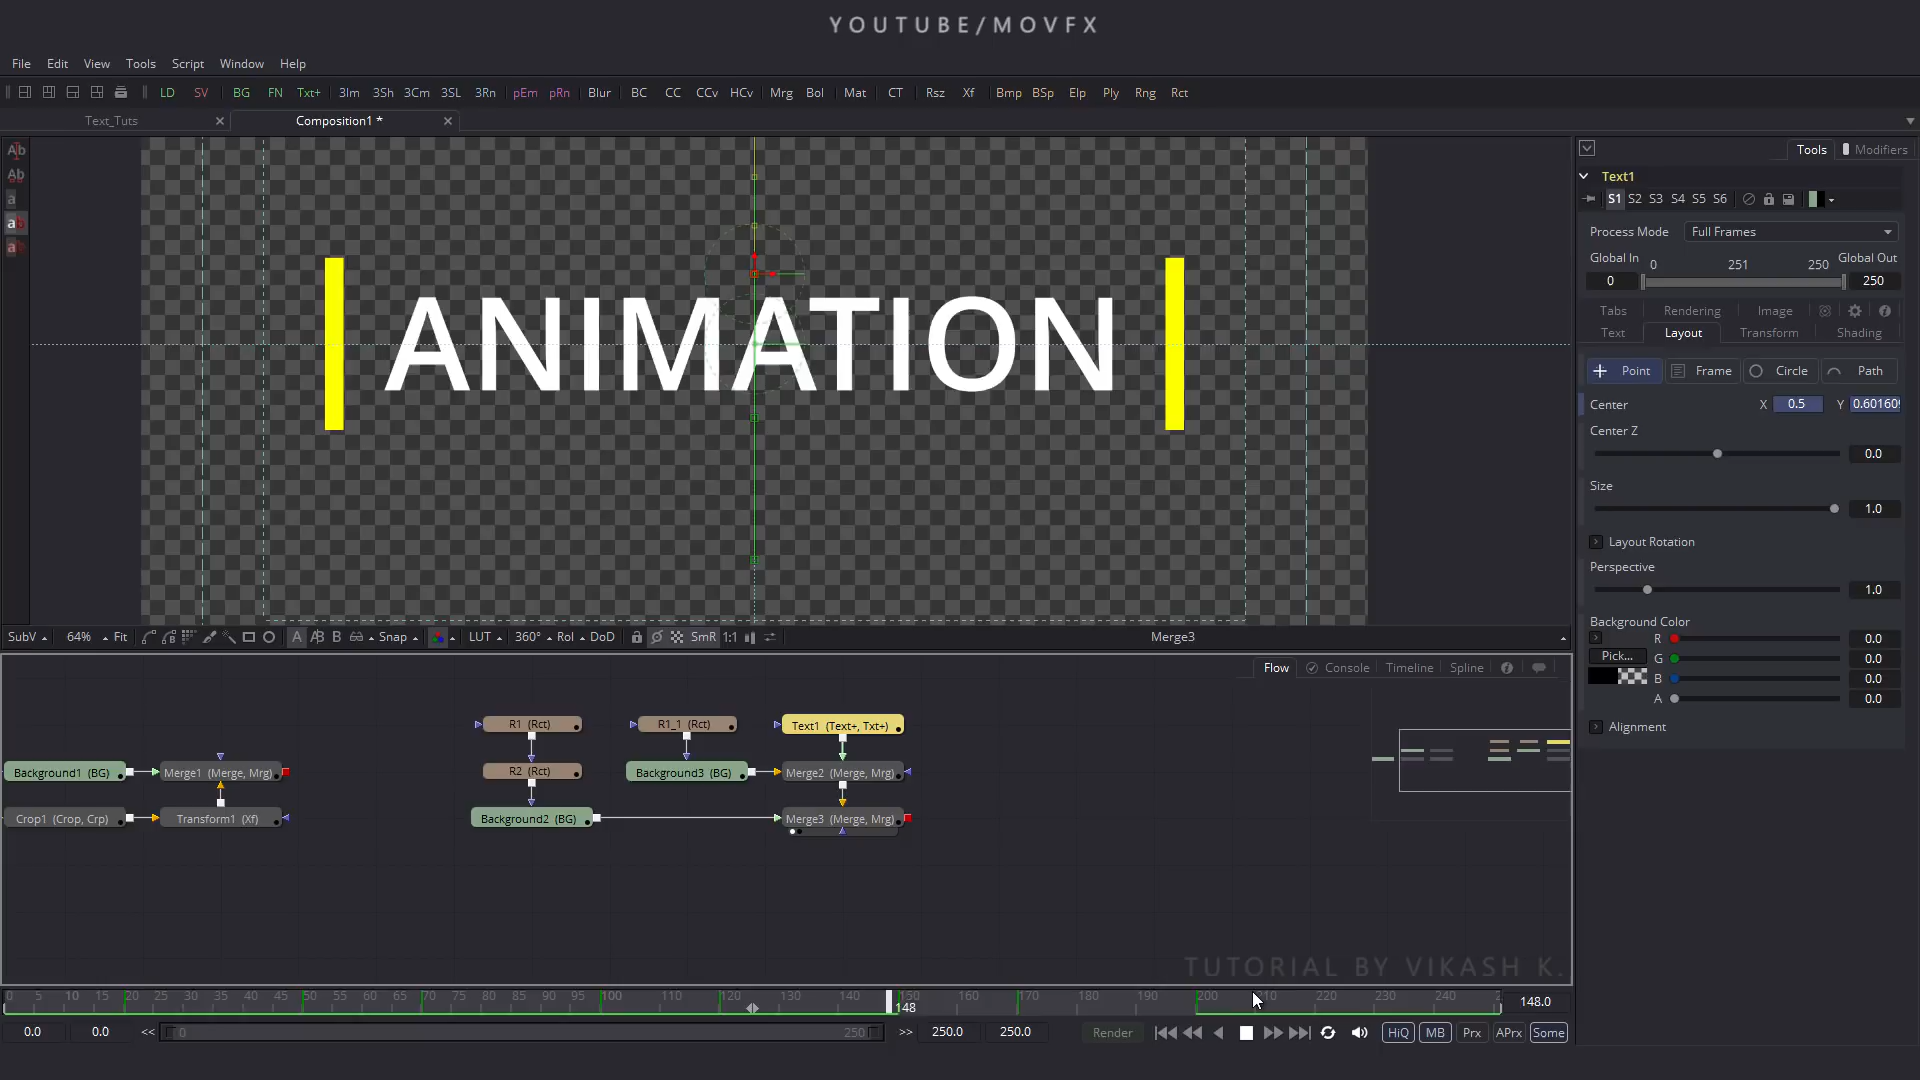 YOUTUBE/MOVFX
File Edit View Tools Script Window Help
LD SV BG FN Txt+ 3Im 3Sh 3Cm 3SL 3Rn pEm pRn Blur BC CC CCv HCv Mrg Bol Mat CT Rsz Xf Bmp BSp Elp Ply Rng Rct
Text_Tuts Composition1 *
Tools Modifiers
Text1
S1 S2 S3 S4 S5 S6
Process Mode Full Frames
Global In 0 251 250 Global Out
0 250
Tabs Rendering Image
Text Layout Transform Shading
Point Frame Circle Path
Center X 0.5 Y 0.60160
Center Z
0.0
Size
1.0
Layout Rotation
Perspective
1.0
Background Color
R 0.0
Pick... G 0.0
B 0.0
A 0.0
Alignment
Ab
Ab
a
ab
a
ANIMATION
SubV 64% Fit A AB B Snap LUT 360° RoI DoD SmR 1:1 Merge3
Flow Console Timeline Spline
R1 (Rct) R1_1 (Rct) Text1 (Text+, Txt+)
Background1 (BG) Merge1 (Merge, Mrg) R2 (Rct) Background3 (BG) Merge2 (Merge, Mrg)
Crop1 (Crop, Crp) Transform1 (Xf) Background2 (BG) Merge3 (Merge, Mrg)
TUTORIAL BY VIKASH K.
0 5 10 15 20 25 30 35 40 45 50 55 60 65 70 75 80 85 90 95 100 110 120 130 140 150 160 170 200 210 220 230 240
148 148.0
0.0 0.0 << 0 250 >> 250.0 250.0 Render HiQ MB Prx APrx Some